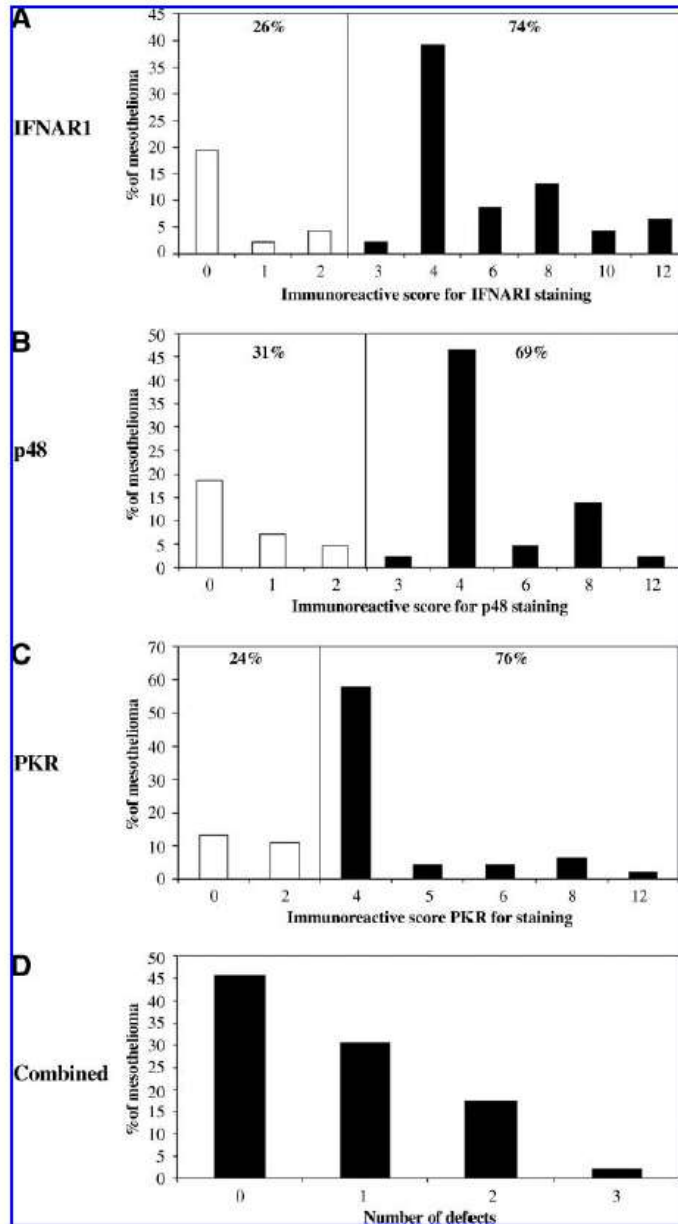 A
IFNAR1
% of mesothelioma
45
40
35
30
25
20
15
10
5
0
26%
74%
0 1 2 3 4 6 8 10 12
Immunoreactive score for IFNARI staining
B
p48
% of mesothelioma
50
45
40
35
30
25
20
15
10
5
0
31%
69%
0 1 2 3 4 6 8 12
Immunoreactive score for p48 staining
C
PKR
% of mesothelioma
70
60
50
40
30
20
10
0
24%
76%
0 2 4 5 6 8 12
Immunoreactive score PKR for staining
D
Combined
% of mesothelioma
50
45
40
35
30
25
20
15
10
5
0
0 1 2 3
Number of defects